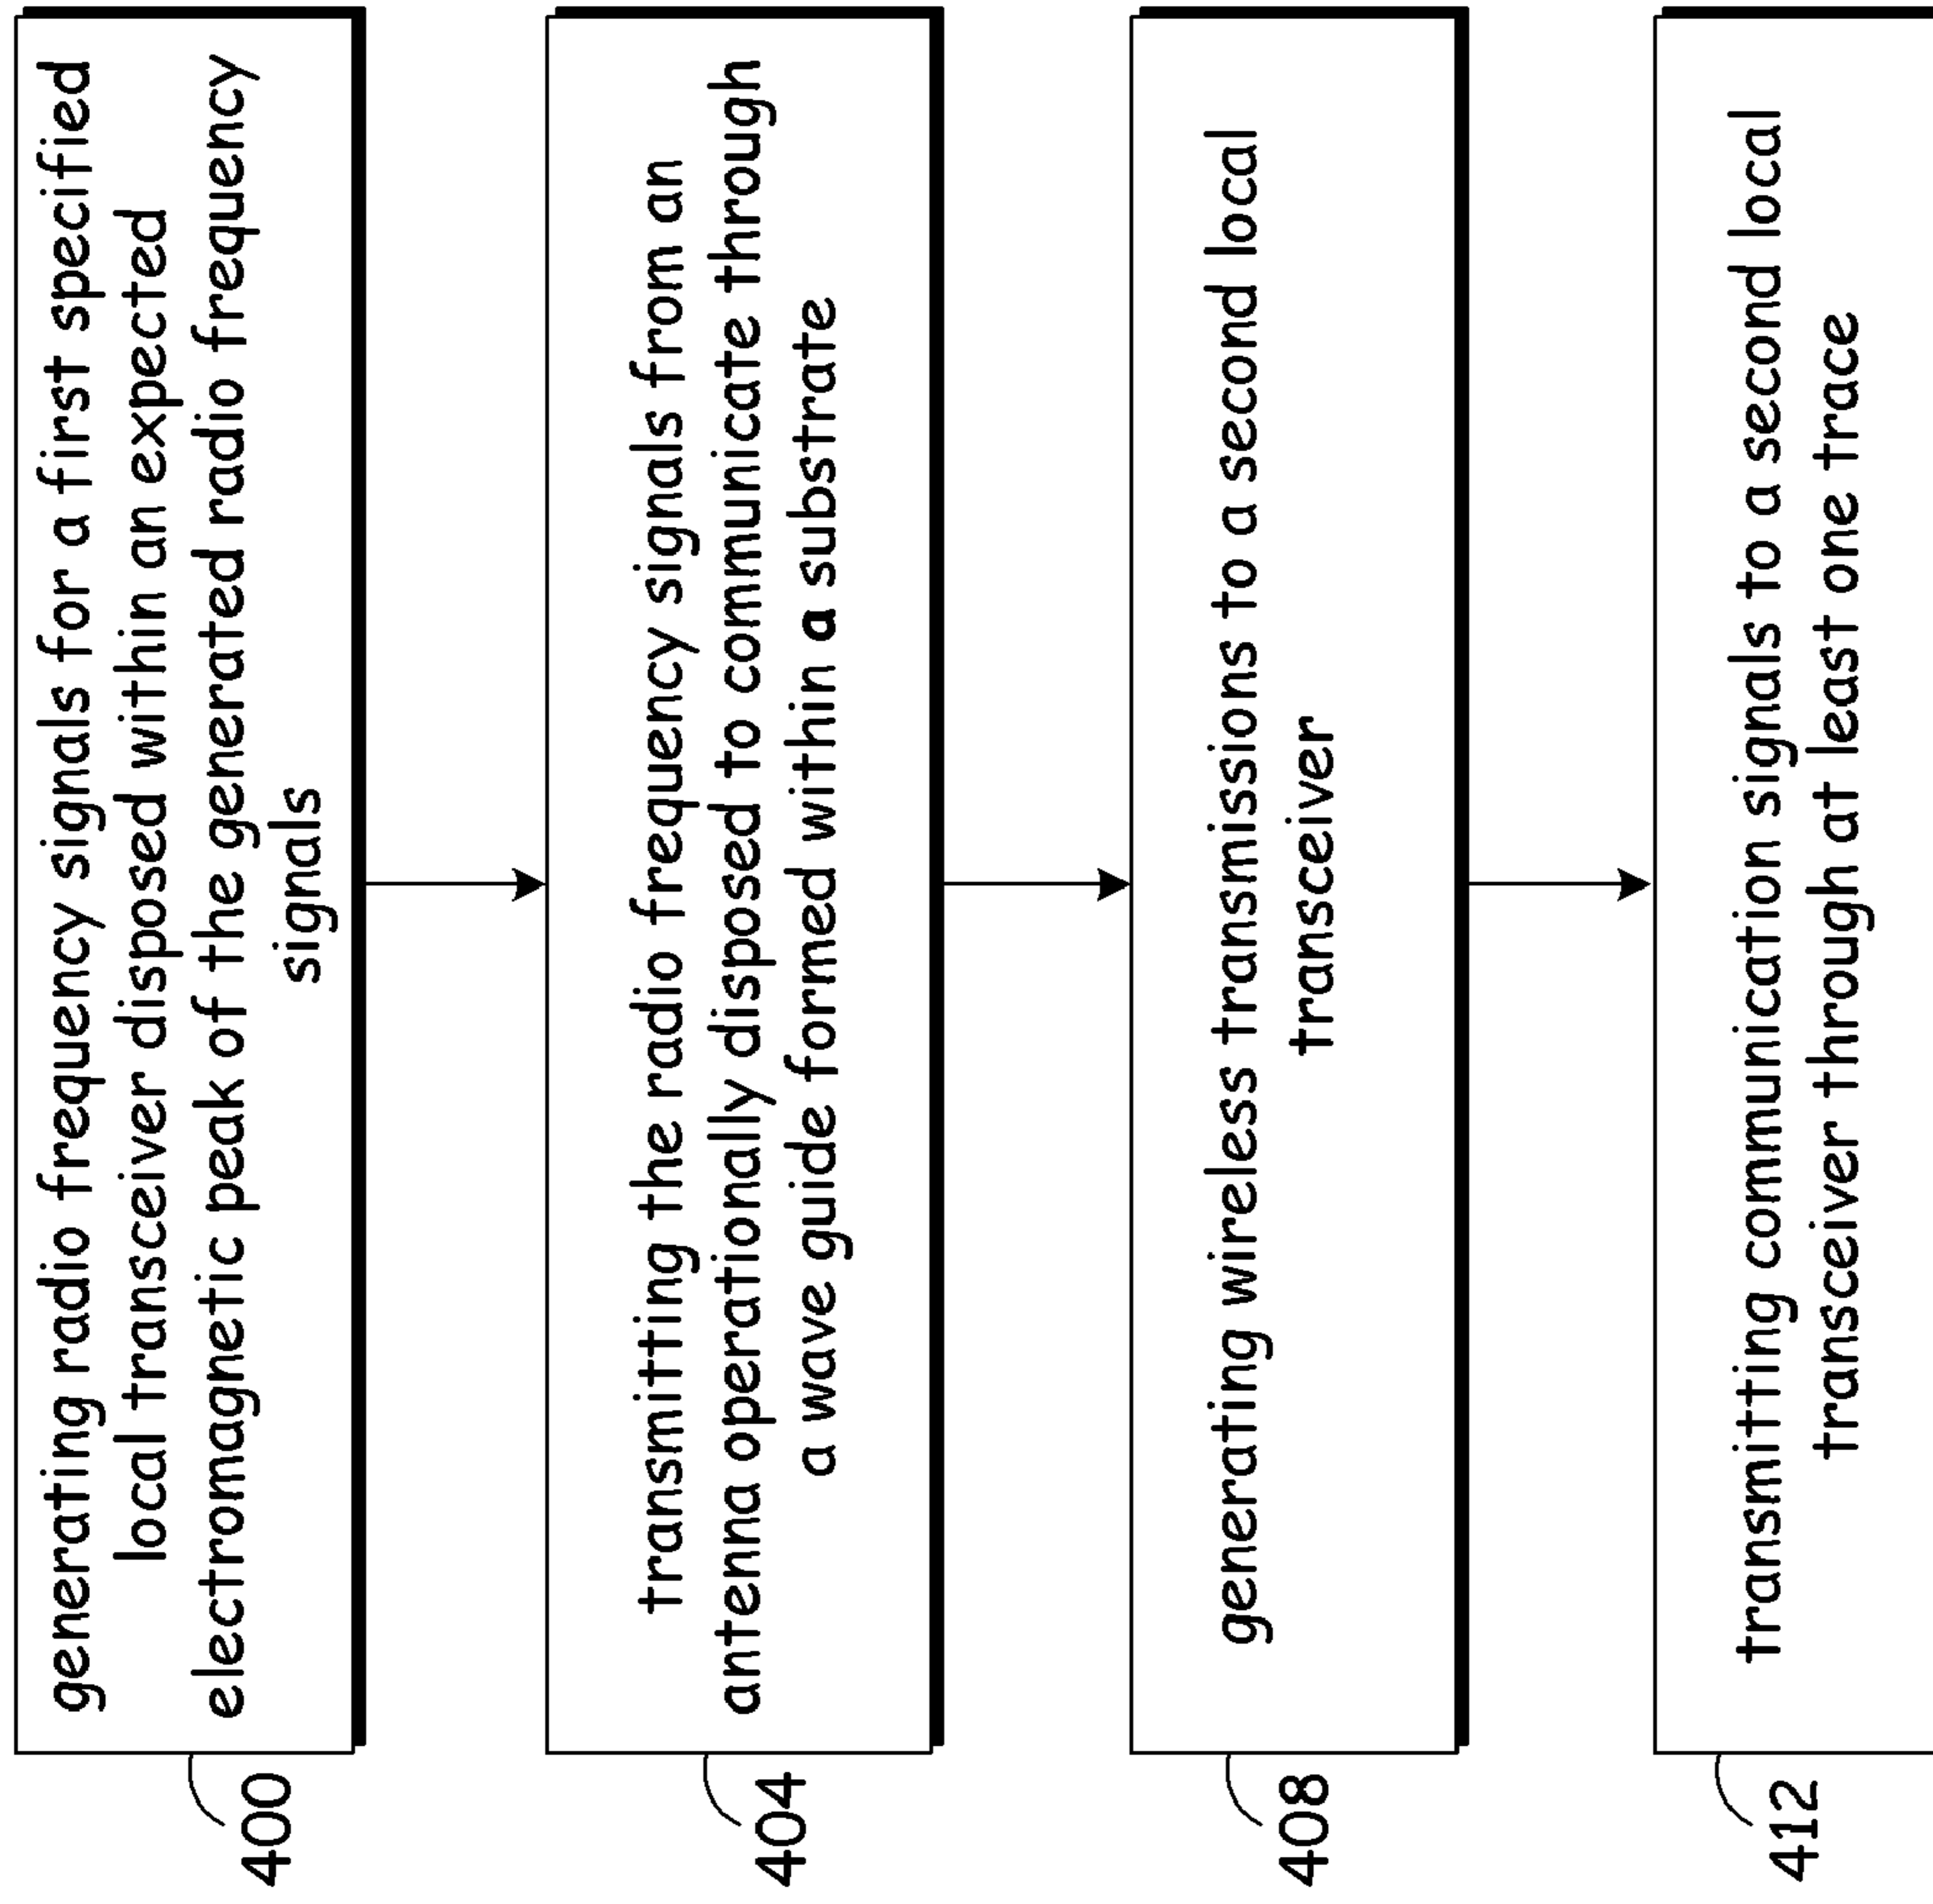 generating radio frequency signals for a first specified
local transceiver disposed within an expected
electromagnetic peak of the generated radio frequency
signals
400
transmitting the radio frequency signals from an
antenna operationally disposed to communicate through
a wave guide formed within a substrate
404
generating wireless transmissions to a second local
transceiver
408
transmitting communication signals to a second local
transceiver through at least one trace
412